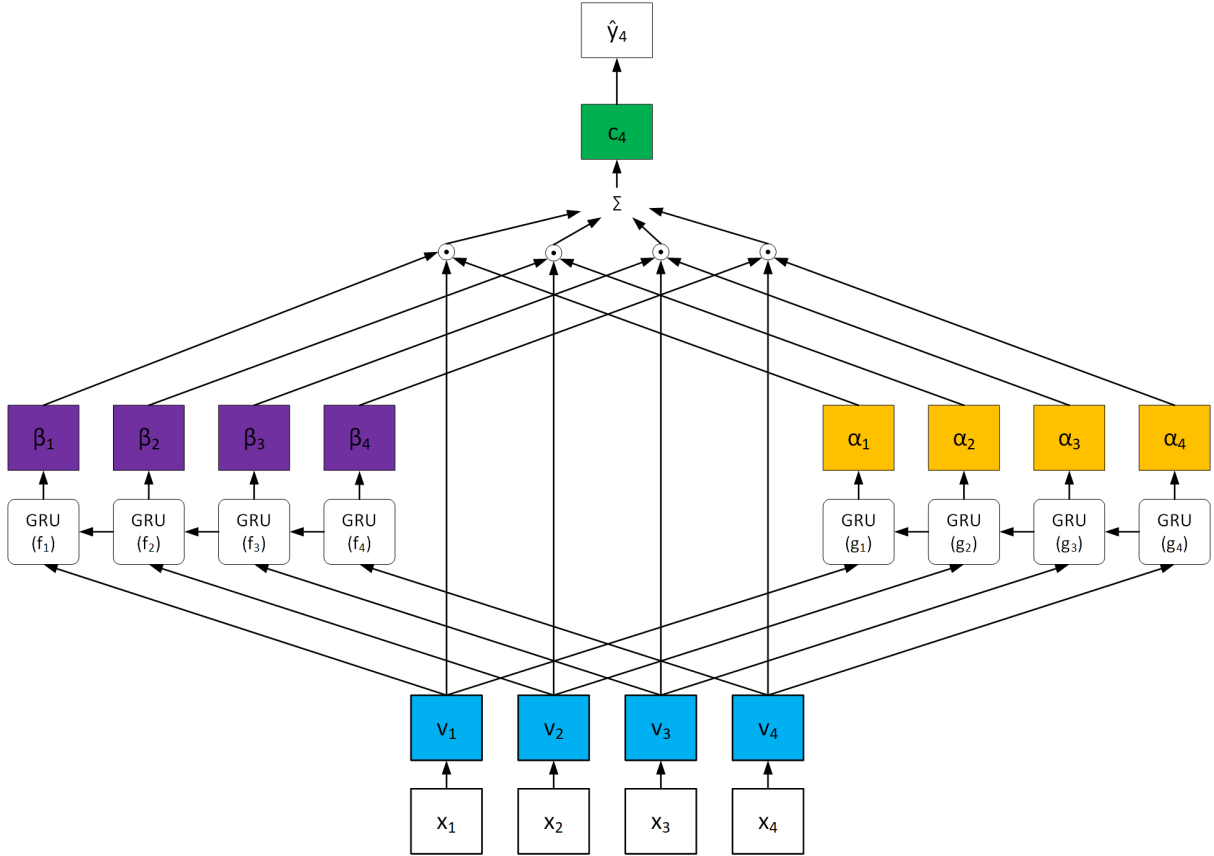 ŷ₄
c₄
Σ
β₁ β₂ β₃ β₄ α₁ α₂ α₃ α₄
GRU GRU GRU GRU GRU GRU GRU GRU
(f₁) (f₂) (f₃) (f₄) (g₁) (g₂) (g₃) (g₄)
v₁ v₂ v₃ v₄
x₁ x₂ x₃ x₄